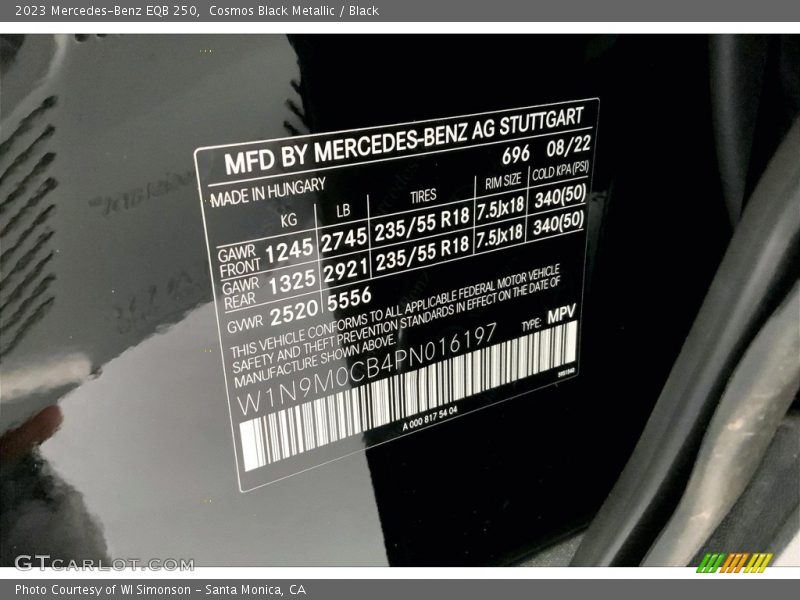 2023 Mercedes-Benz EQB 250, Cosmos Black Metallic / Black
MFD BY MERCEDES-BENZ AG STUTTGART
696 08/22
MADE IN HUNGARY
KG LB TIRES RIM SIZE COLD KPA (PSI)
GAWR FRONT 1245 2745 235/55 R18 7.5Jx18 340(50)
GAWR REAR 1325 2921 235/55 R18 7.5Jx18 340(50)
GVWR 2520 5556
THIS VEHICLE CONFORMS TO ALL APPLICABLE FEDERAL MOTOR VEHICLE
SAFETY AND THEFT PREVENTION STANDARDS IN EFFECT ON THE DATE OF
MANUFACTURE SHOWN ABOVE.
W1N9M0CB4PN016197 TYPE: MPV
A 000 817 54 04
GTcarlot.com
Photo Courtesy of WI Simonson - Santa Monica, CA